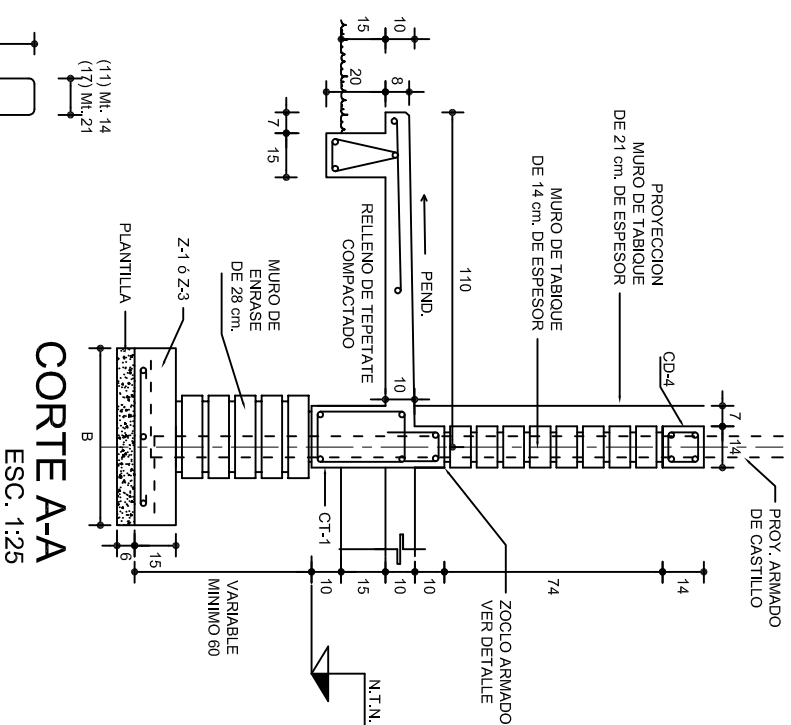 PROYECCION
MURO DE TABIQUE
DE 21 cm. DE ESPESOR
MURO DE TABIQUE
DE 14 cm. DE ESPESOR
CD-4
PROY. ARMADO
DE CASTILLO
7
14
14
74
10
10
15
10
ZOCLO ARMADO
VER DETALLE
N.T.N.
VARIABLE
MINIMO 60
15
6
110
PEND.
10
10
15
8
20
7
15
RELLENO DE TEPETATE
COMPACTADO
CT-1
MURO DE
ENRASE
DE 28 cm.
Z-1 ó Z-3
PLANTILLA
B
CORTE A-A
ESC. 1:25
(11) Mt. 14
(17) Mt. 21